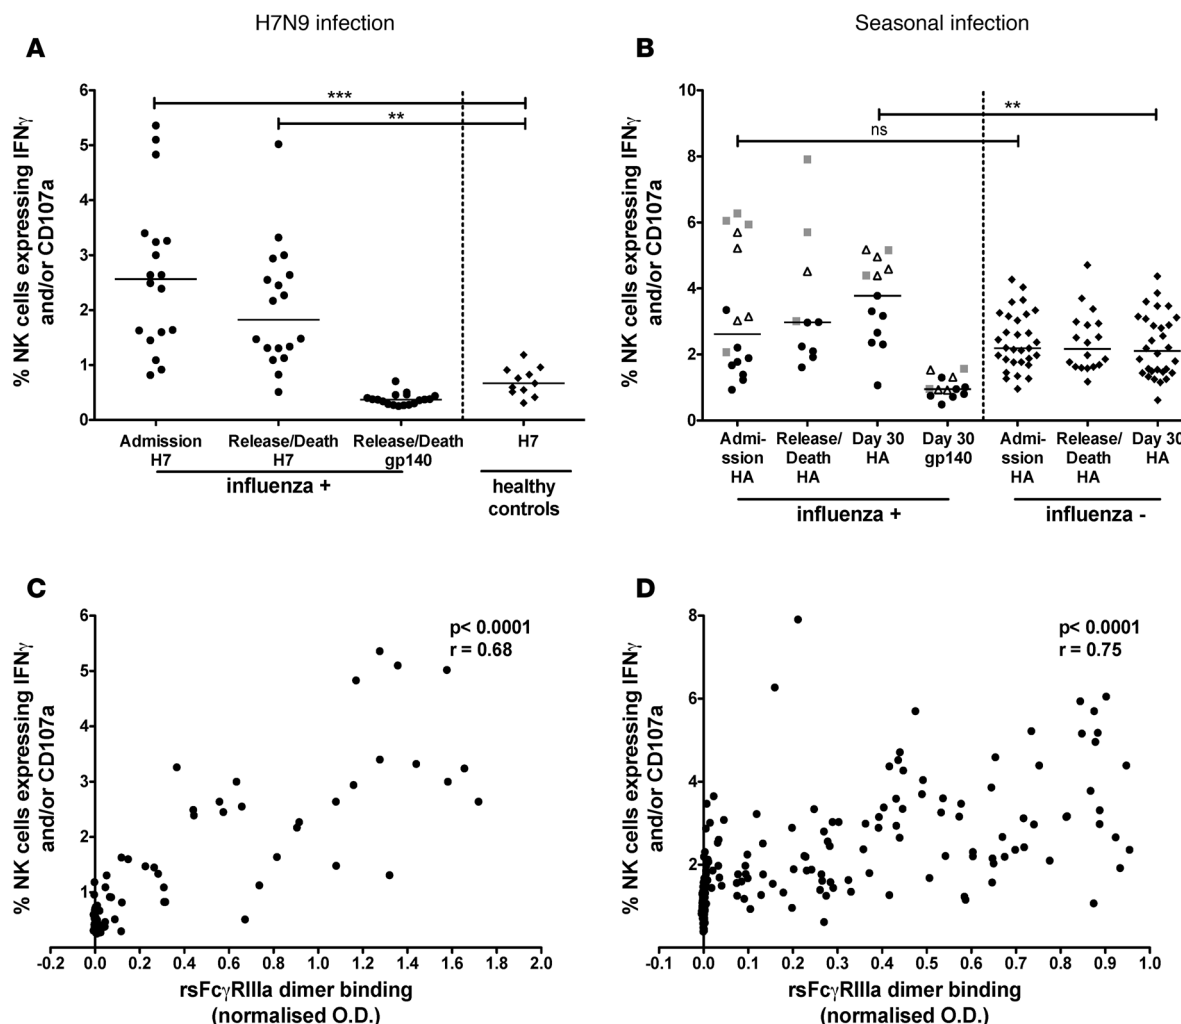 H7N9 infection
Seasonal infection
A
% NK cells expressing IFNγ
and/or CD107a
6
5
4
3
2
1
0
***
**
Admission
H7
Release/Death
H7
Release/Death
gp140
H7
influenza +
healthy
controls
B
% NK cells expressing IFNγ
and/or CD107a
10
8
6
4
2
0
**
ns
Admi-
ssion
HA
Release/
Death
HA
Day 30
HA
Day 30
gp140
Admi-
ssion
HA
Release/
Death
HA
Day 30
HA
influenza +
influenza -
C
% NK cells expressing IFNγ
and/or CD107a
6
5
4
3
2
1
p< 0.0001
r = 0.68
-0.2 0.0 0.2 0.4 0.6 0.8 1.0 1.2 1.4 1.6 1.8 2.0
rsFcγRIIIa dimer binding
(normalised O.D.)
D
% NK cells expressing IFNγ
and/or CD107a
8
6
4
2
p< 0.0001
r = 0.75
-0.1 0.0 0.1 0.2 0.3 0.4 0.5 0.6 0.7 0.8 0.9 1.0
rsFcγRIIIa dimer binding
(normalised O.D.)